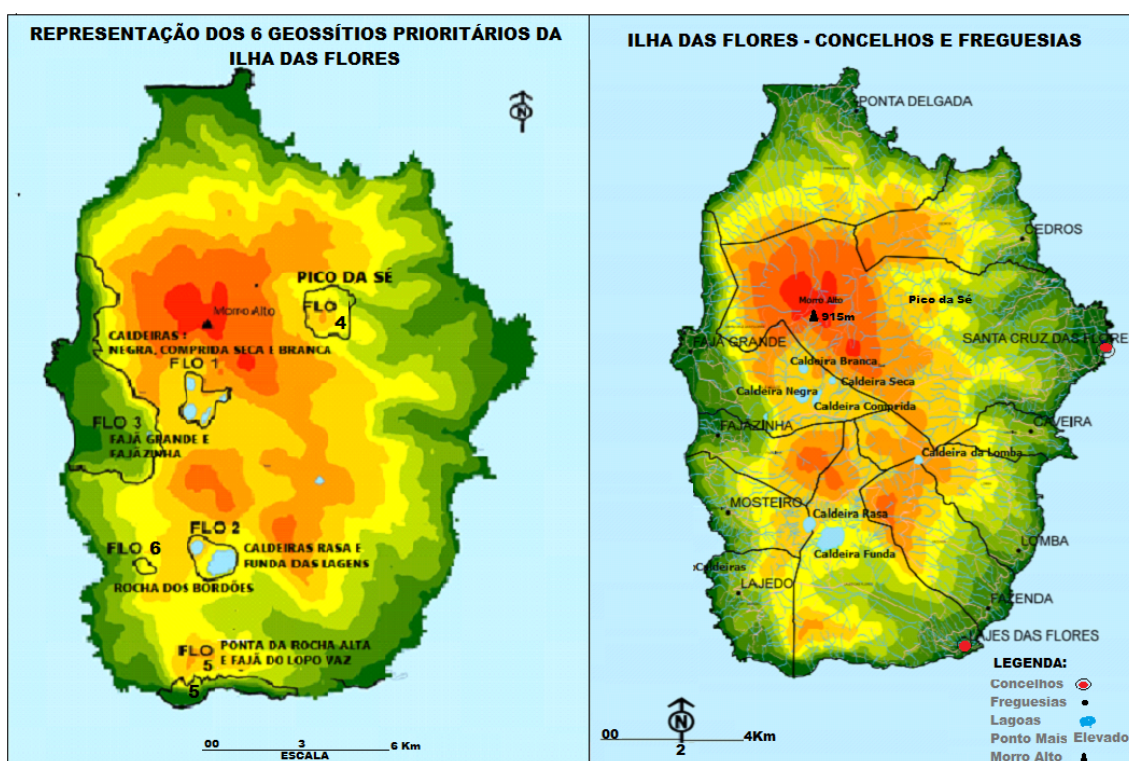 REPRESENTAÇÃO DOS 6 GEOSSÍTIOS PRIORITÁRIOS DA
ILHA DAS FLORES
N
PICO DA SÉ
FLO
4
Morro Alto
CALDEIRAS :
NEGRA, COMPRIDA SECA E BRANCA
FLO 1
FLO 3
FAJÃ GRANDE E
FAJÃZINHA
FLO 2
CALDEIRAS RASA E
FUNDA DAS LAGENS
FLO 6
ROCHA DOS BORDÕES
FLO
5
PONTA DA ROCHA ALTA
E FAJÃ DO LOPO VAZ
5
00 3 6 Km
ESCALA
ILHA DAS FLORES - CONCELHOS E FREGUESIAS
PONTA DELGADA
CEDROS
Pico da Sé
Morro Alto
915m
SANTA CRUZ DAS FLORE
FAJÃ GRANDE
Caldeira Branca
Caldeira Seca
Caldeira Negra
Caldeira Comprida
FAJÃZINHA
CAVEIRA
Caldeira da Lomba
MOSTEIRO
Caldeira Rasa
Caldeira Funda
LOMBA
Caldeiras
LAJEDO
FAZENDA
LAJES DAS FLORES
LEGENDA:
Concelhos
Freguesias
Lagoas
Ponto Mais Elevado
Morro Alto
N
00 2 4Km